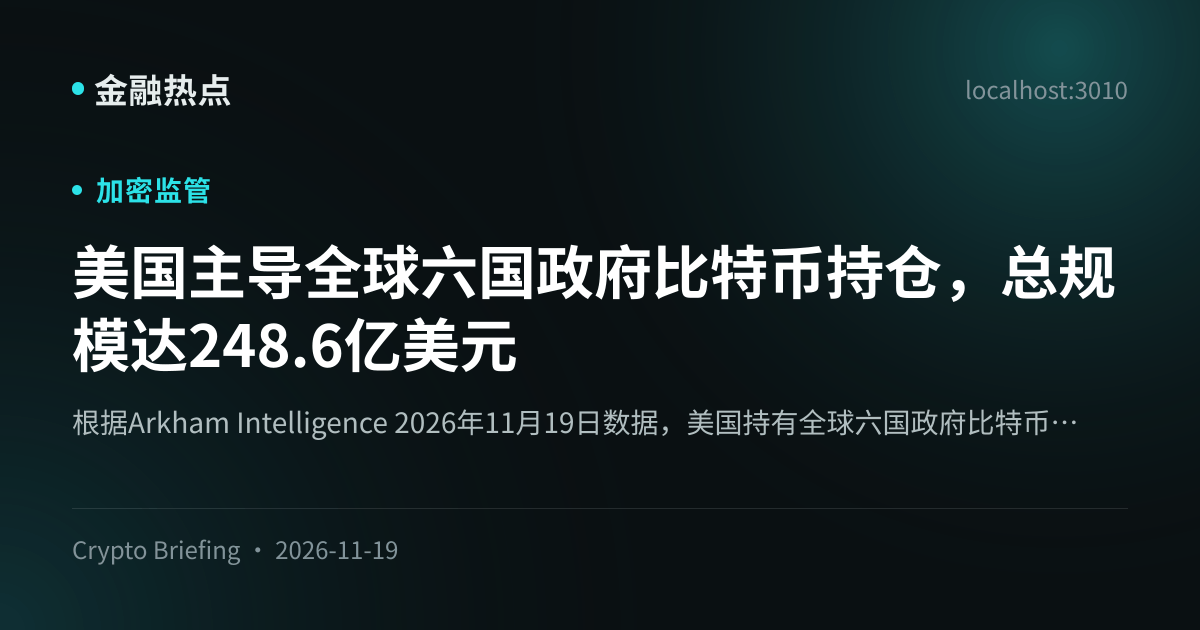 金融热点
localhost:3010
加密监管
美国主导全球六国政府比特币持仓，总规
模达248.6亿美元
根据Arkham Intelligence 2026年11月19日数据，美国持有全球六国政府比特币…
Crypto Briefing · 2026-11-19